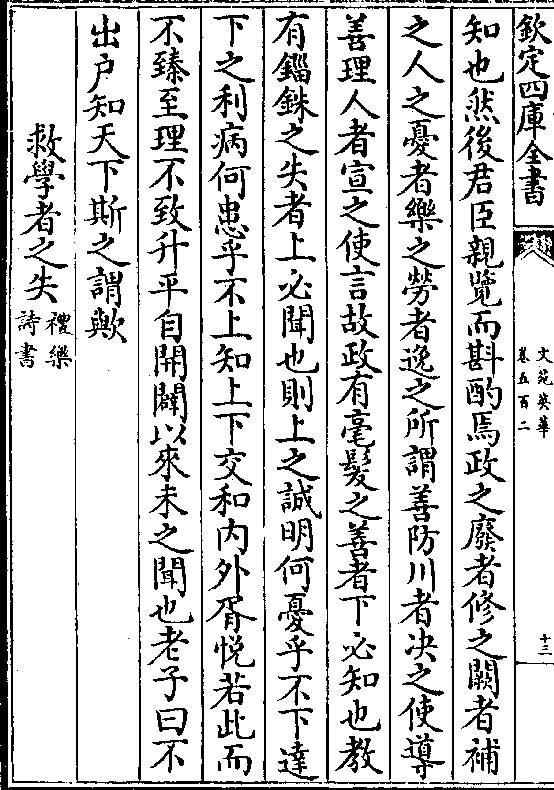 欽定四庫全書
文苑英華
卷五百二
十三
知也然後君臣親覽而斟酌焉政之廢者修之闕者補
之人之憂者樂之勞者逸之所謂善防川者決之使導
善理人者宣之使言故政有毫髮之善者下必知也教
有錙銖之失者上必聞也則上之誠明何憂乎不下達
下之利病何患乎不上知上下交和内外胥悅若此而
不臻至理不致升平自開闢以來未之聞也老子曰不
出户知天下斯之謂歟
救學者之失禮樂詩書